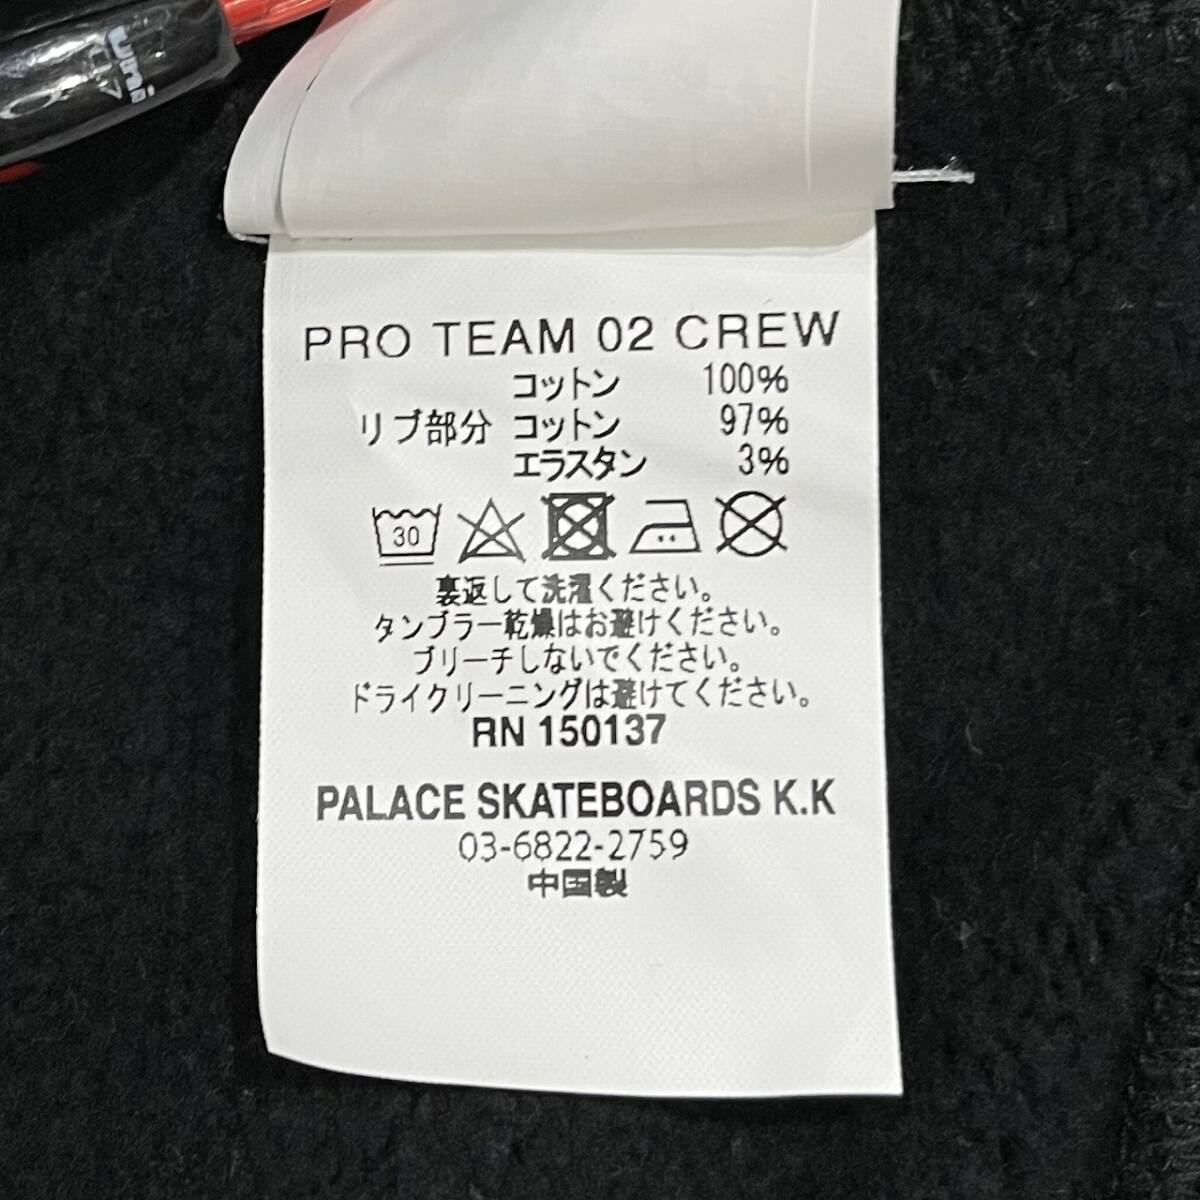 uni
PRO TEAM 02 CREW
コットン 100%
リブ部分 コットン 97%
エラスタン 3%
30
裏返して洗濯ください。
タンブラー乾燥はお避けください。
ブリーチしないでください。
ドライクリーニングは避けてください。
RN 150137
PALACE SKATEBOARDS K.K
03-6822-2759
中国製